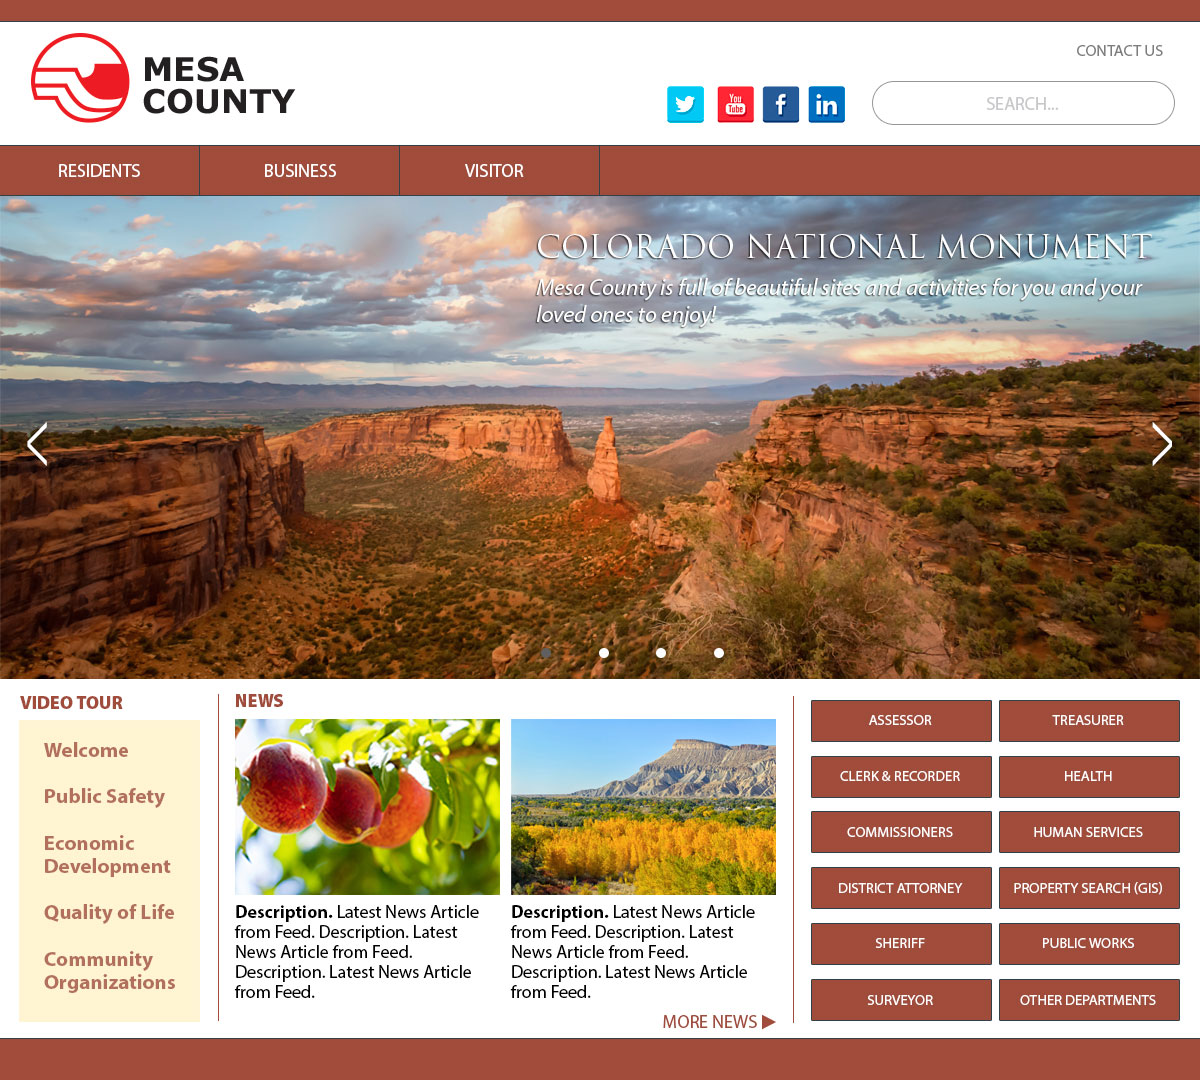 MESA
COUNTY
CONTACT US
You
Tube
f
in
SEARCH...
RESIDENTS
BUSINESS
VISITOR
COLORADO NATIONAL MONUMENT
Mesa County is full of beautiful sites and activities for you and your
loved ones to enjoy!
VIDEO TOUR
Welcome
Public Safety
Economic
Development
Quality of Life
Community
Organizations
NEWS
Description. Latest News Article
from Feed. Description. Latest
News Article from Feed.
Description. Latest News Article
from Feed.
Description. Latest News Article
from Feed. Description. Latest
News Article from Feed.
Description. Latest News Article
from Feed.
MORE NEWS
ASSESSOR
TREASURER
CLERK & RECORDER
HEALTH
COMMISSIONERS
HUMAN SERVICES
DISTRICT ATTORNEY
PROPERTY SEARCH (GIS)
SHERIFF
PUBLIC WORKS
SURVEYOR
OTHER DEPARTMENTS